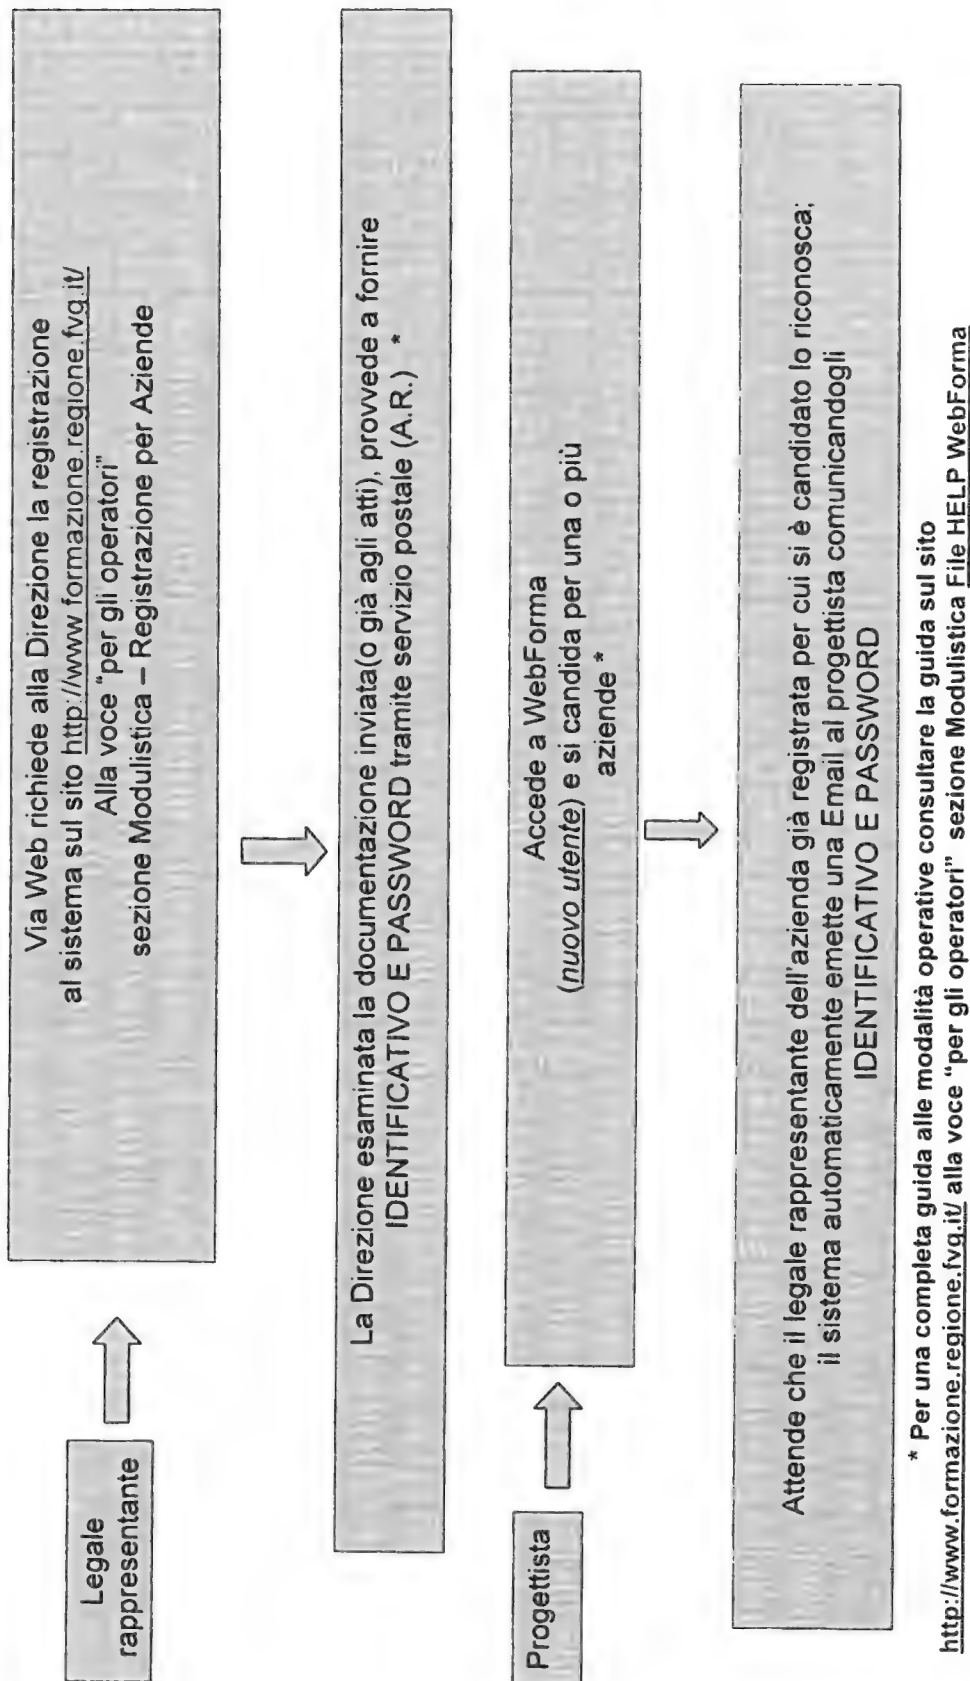 Legale
rappresentante
Via Web richiede alla Direzione la registrazione
al sistema sul sito http://www.formazione.regione.fvg.it/
Alla voce "per gli operatori"
sezione Modulistica – Registrazione per Aziende
La Direzione esaminata la documentazione inviata(o già agli atti), provvede a fornire
IDENTIFICATIVO E PASSWORD tramite servizio postale (A.R.) *
Progettista
Accede a WebForma
(nuovo utente) e si candida per una o più
aziende *
Attende che il legale rappresentante dell'azienda già registrata per cui si è candidato lo riconosca;
il sistema automaticamente emette una Email al progettista comunicandogli
IDENTIFICATIVO E PASSWORD
* Per una completa guida alle modalità operative consultare la guida sul sito
http://www.formazione.regione.fvg.it/ alla voce "per gli operatori" sezione Modulistica File HELP WebForma